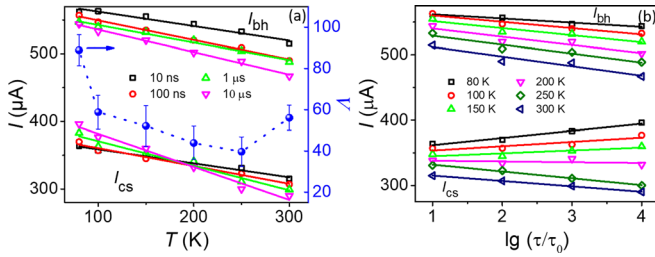 I_bh (a)
500
400
300
I (μA)
10 ns 1 μs
100 ns 10 μs
I_cs
100 150 200 250 300
T (K)
100
80
60
40
20
I_bh (b)
500
400
300
I (μA)
80 K 200 K
100 K 250 K
150 K 300 K
I_cs
1 2 3 4
lg (τ/τ₀)